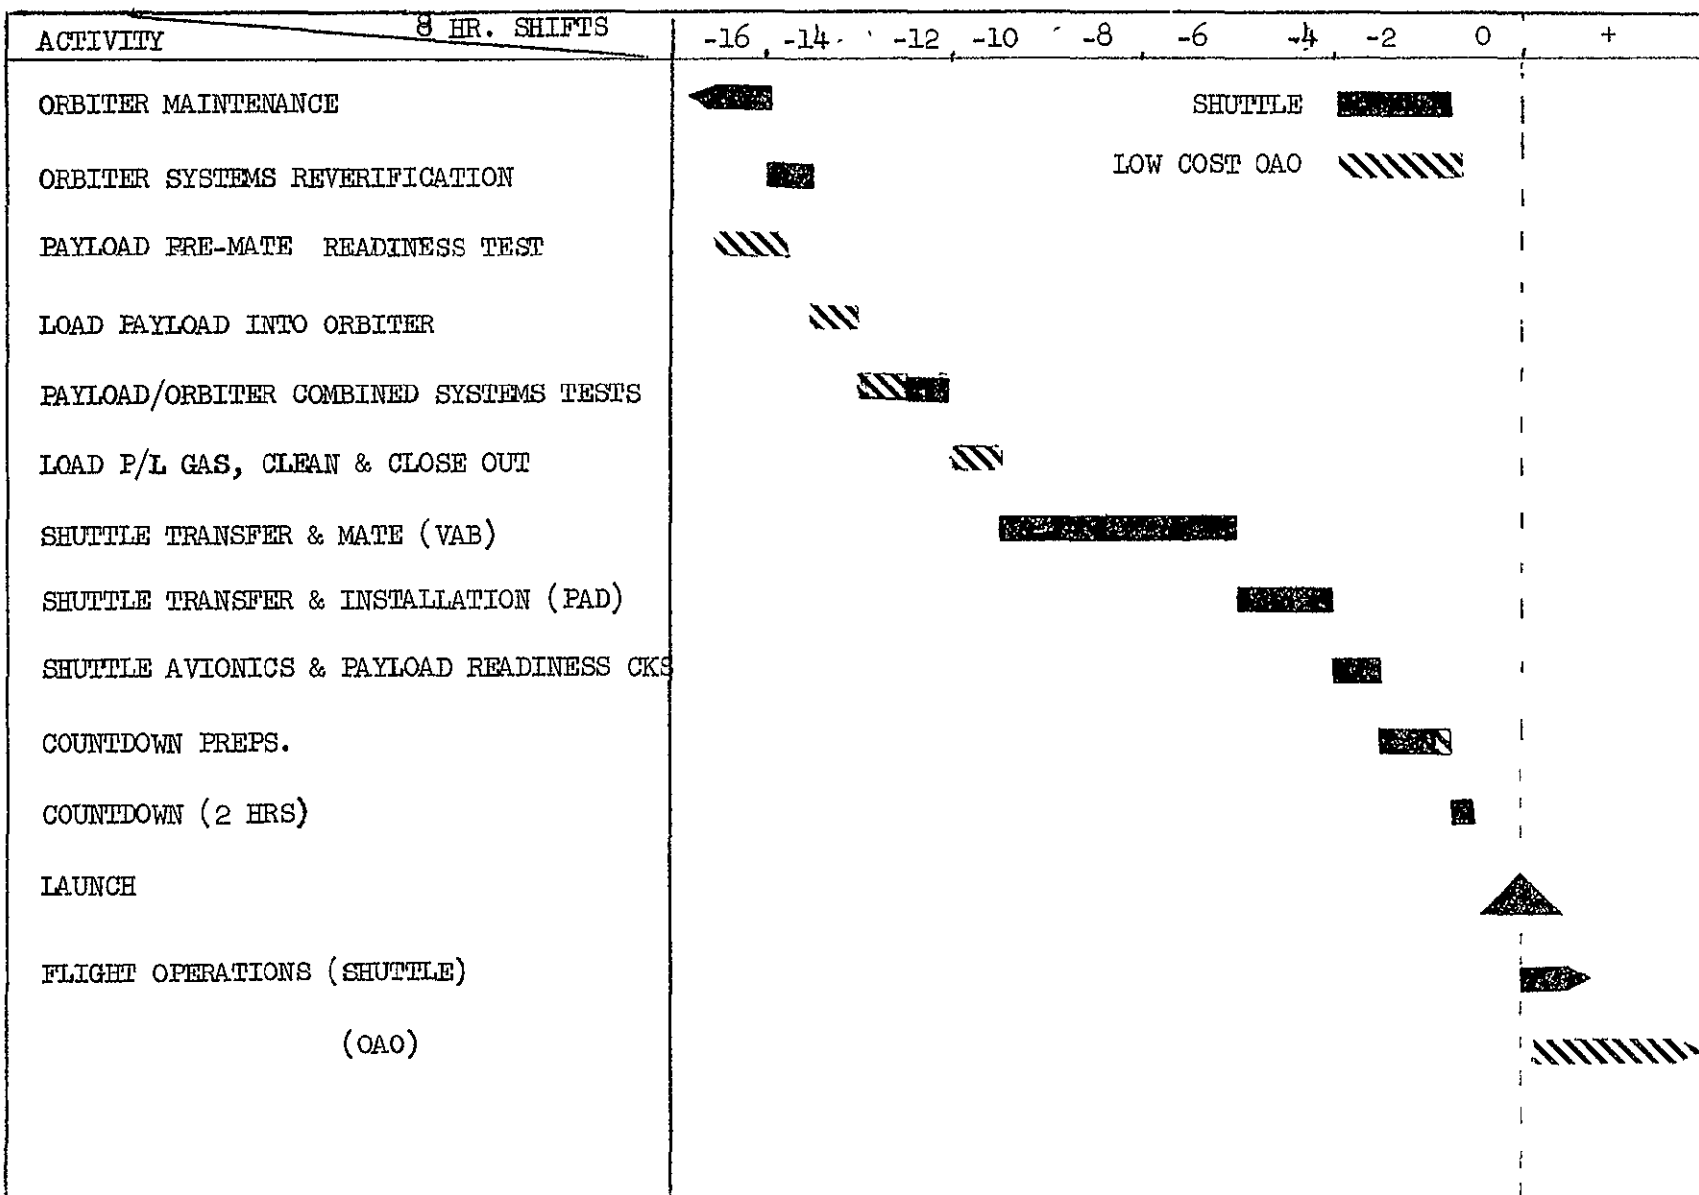 8 HR. SHIFTS
ACTIVITY -16 -14 -12 -10 -8 -6 -4 -2 0 +
ORBITER MAINTENANCE SHUTTLE
ORBITER SYSTEMS REVERIFICATION LOW COST OAO
PAYLOAD PRE-MATE READINESS TEST
LOAD PAYLOAD INTO ORBITER
PAYLOAD/ORBITER COMBINED SYSTEMS TESTS
LOAD P/L GAS, CLEAN & CLOSE OUT
SHUTTLE TRANSFER & MATE (VAB)
SHUTTLE TRANSFER & INSTALLATION (PAD)
SHUTTLE AVIONICS & PAYLOAD READINESS CKS
COUNTDOWN PREPS.
COUNTDOWN (2 HRS)
LAUNCH
FLIGHT OPERATIONS (SHUTTLE)
(OAO)